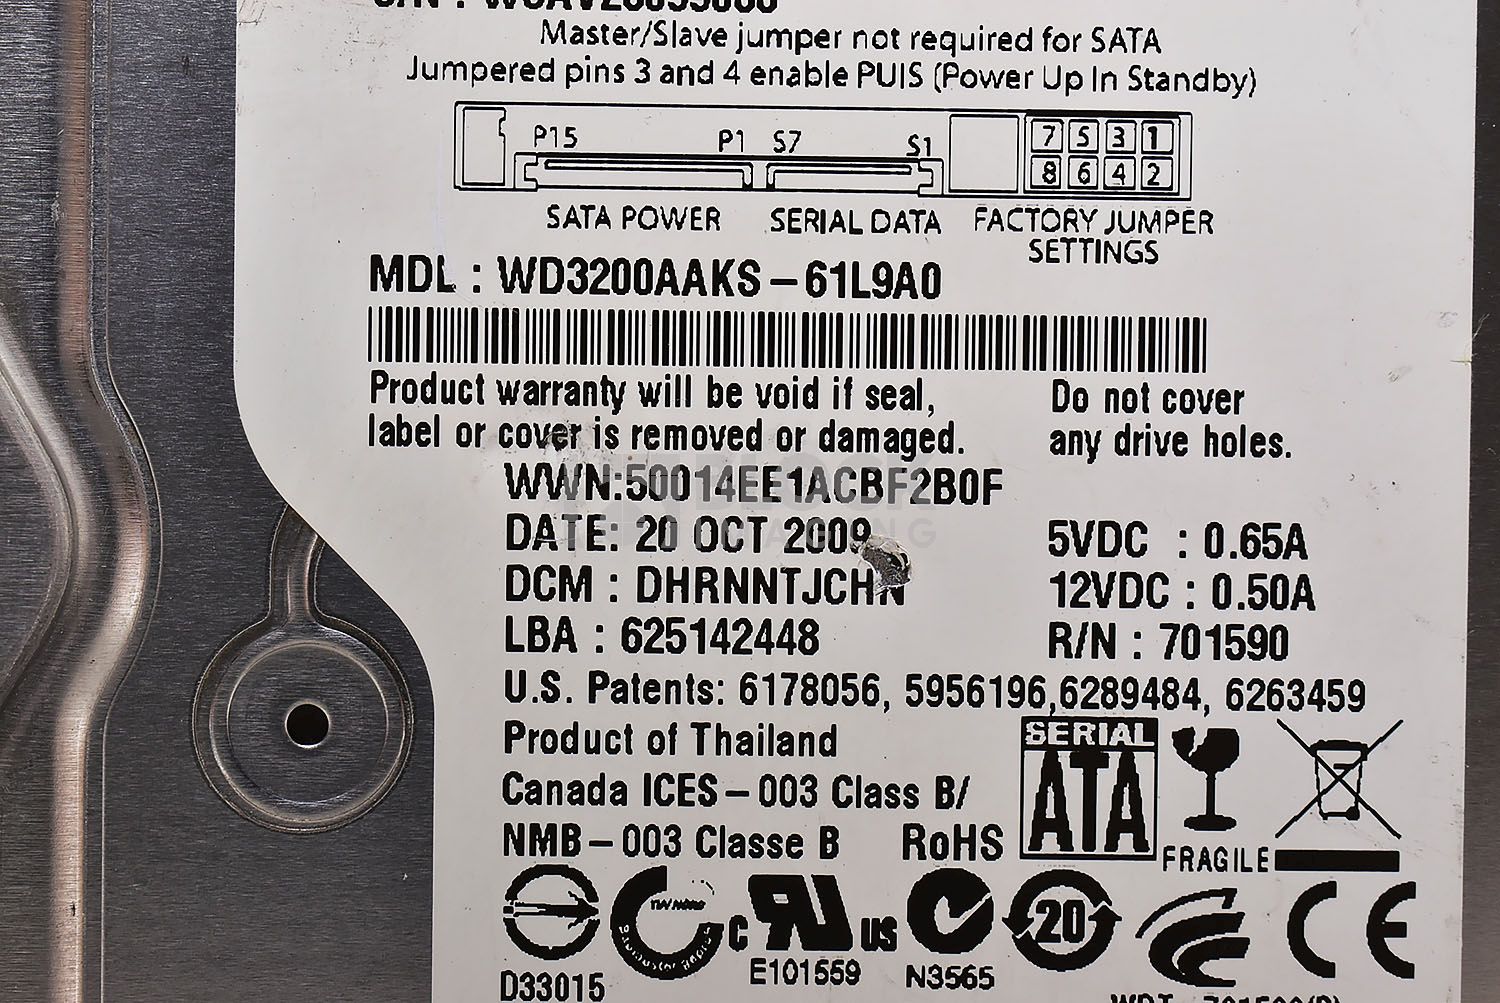 Master/Slave jumper not required for SATA
Jumpered pins 3 and 4 enable PUIS (Power Up In Standby)
P15 P1 S7 S1 7 5 3 1
8 6 4 2
SATA POWER SERIAL DATA FACTORY JUMPER
SETTINGS
MDL : WD3200AAKS – 61L9A0
Product warranty will be void if seal, Do not cover
label or cover is removed or damaged. any drive holes.
WWN:50014EE1ACBF2B0F
DATE: 20 OCT 2009 5VDC : 0.65A
DCM : DHRNNTJCHN 12VDC : 0.50A
LBA : 625142448 R/N : 701590
U.S. Patents: 6178056, 5956196,6289484, 6263459
Product of Thailand
Canada ICES – 003 Class B/
NMB – 003 Classe B RoHS
SERIAL
ATA
FRAGILE
C US 20 CE
D33015 E101559 N3565